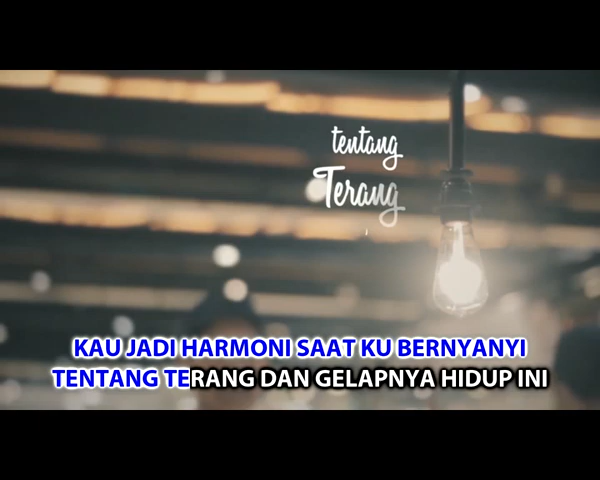 tentang
Terang
KAU JADI HARMONI SAAT KU BERNYANYI
TENTANG TERANG DAN GELAPNYA HIDUP INI